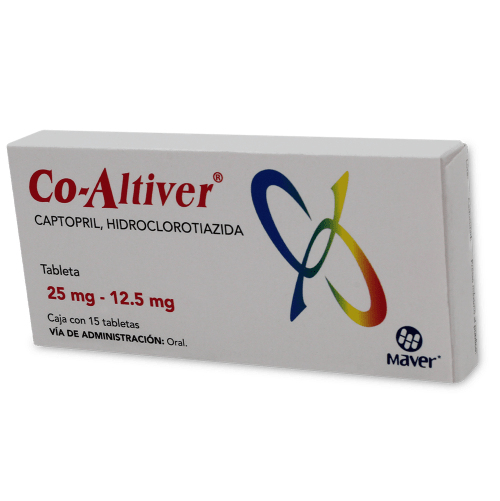 Co-Altiver®
CAPTOPRIL, HIDROCLOROTIAZIDA
Tableta
25 mg - 12.5 mg
Caja con 15 tabletas
VÍA DE ADMINISTRACIÓN: Oral.
Maver®